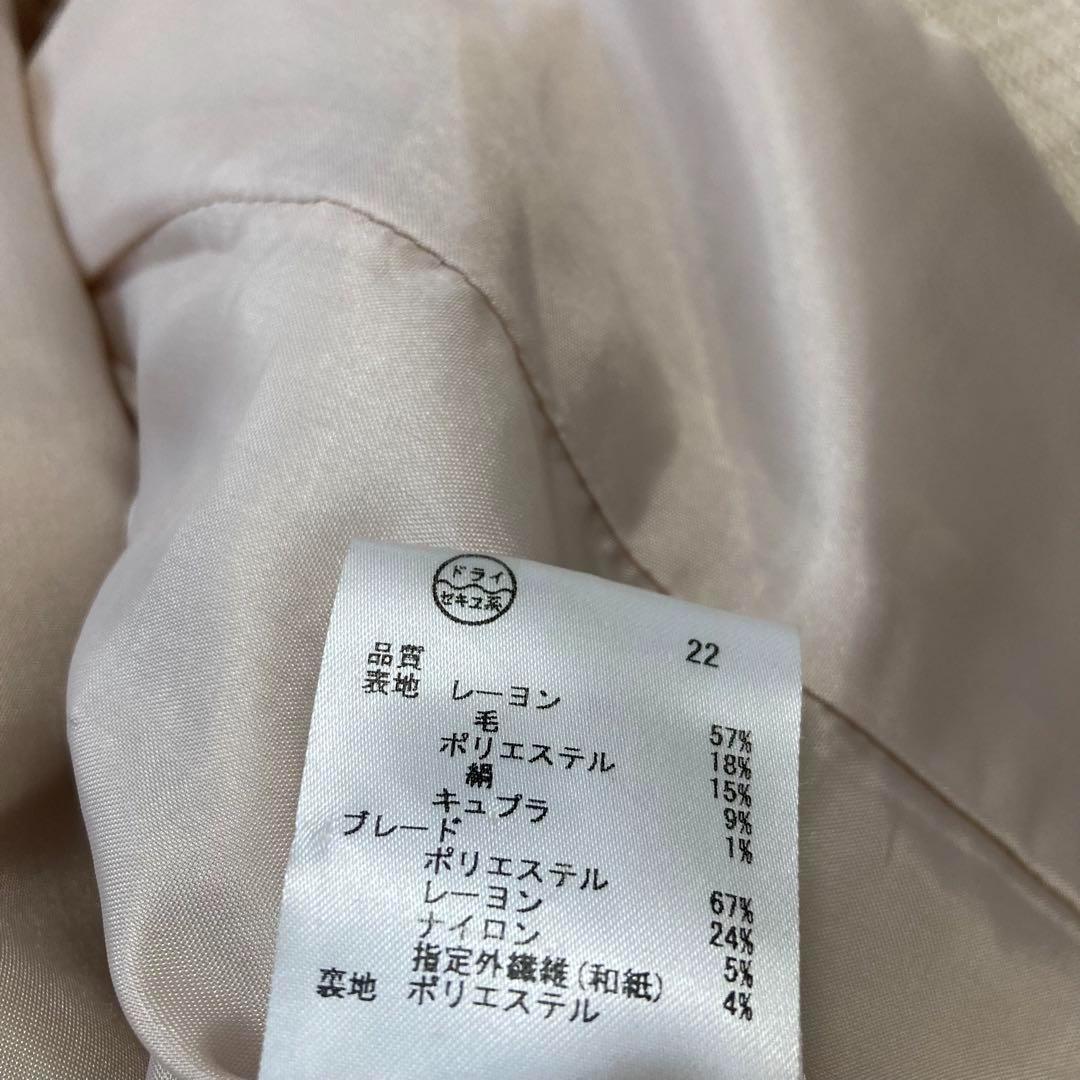 ドライ
セキユ系
22
品質
表地 レーヨン 57%
毛 18%
ポリエステル 15%
絹 9%
キュプラ 1%
ブレード
ポリエステル 67%
レーヨン 24%
ナイロン 5%
指定外繊維(和紙) 4%
裏地 ポリエステル